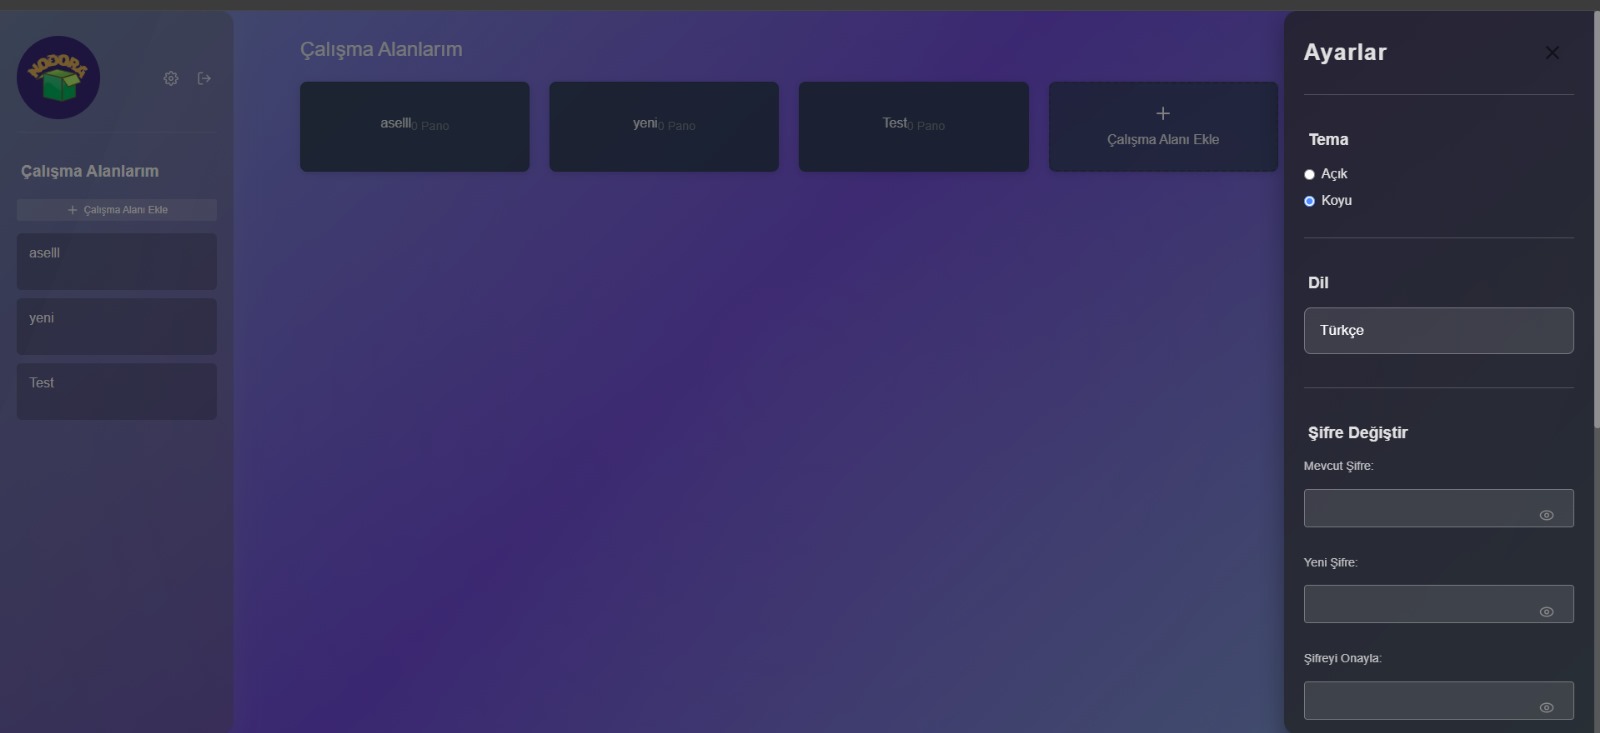 NODORA
Çalışma Alanlarım
+ Çalışma Alanı Ekle
aselll
yeni
Test
Çalışma Alanlarım
aselll 0 Pano
yeni 0 Pano
Test 0 Pano
+
Çalışma Alanı Ekle
Ayarlar
Tema
Açık
Koyu
Dil
Türkçe
Şifre Değiştir
Mevcut Şifre:
Yeni Şifre:
Şifreyi Onayla: